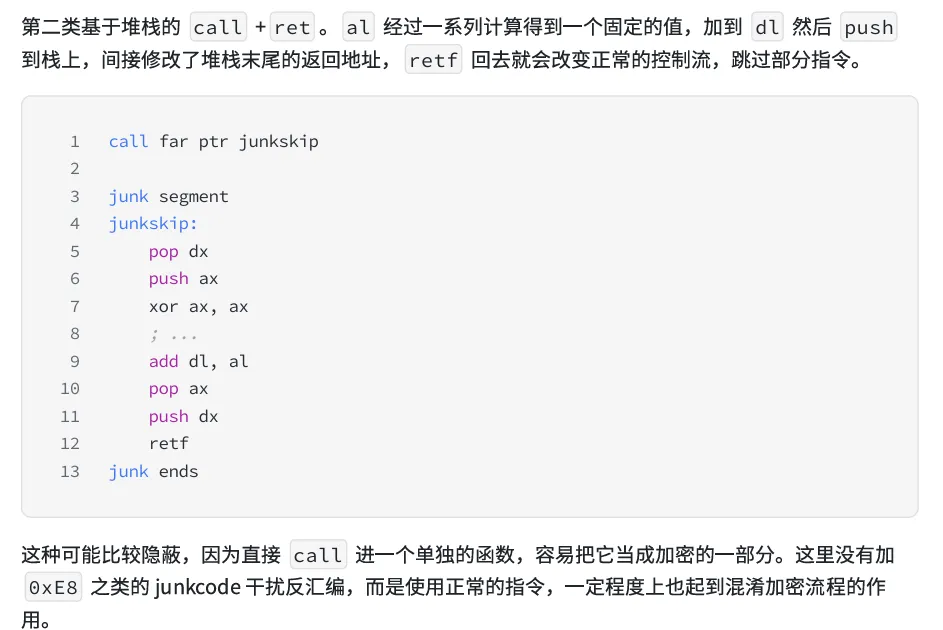 第二类基于堆栈的 call + ret 。 al 经过一系列计算得到一个固定的值，加到 dl 然后 push
到栈上，间接修改了堆栈末尾的返回地址， retf 回去就会改变正常的控制流，跳过部分指令。
1 call far ptr junkskip
2
3 junk segment
4 junkskip:
5 pop dx
6 push ax
7 xor ax, ax
8 ; ...
9 add dl, al
10 pop ax
11 push dx
12 retf
13 junk ends
这种可能比较隐蔽，因为直接 call 进一个单独的函数，容易把它当成加密的一部分。这里没有加
0xE8 之类的 junkcode 干扰反汇编，而是使用正常的指令，一定程度上也起到混淆加密流程的作
用。